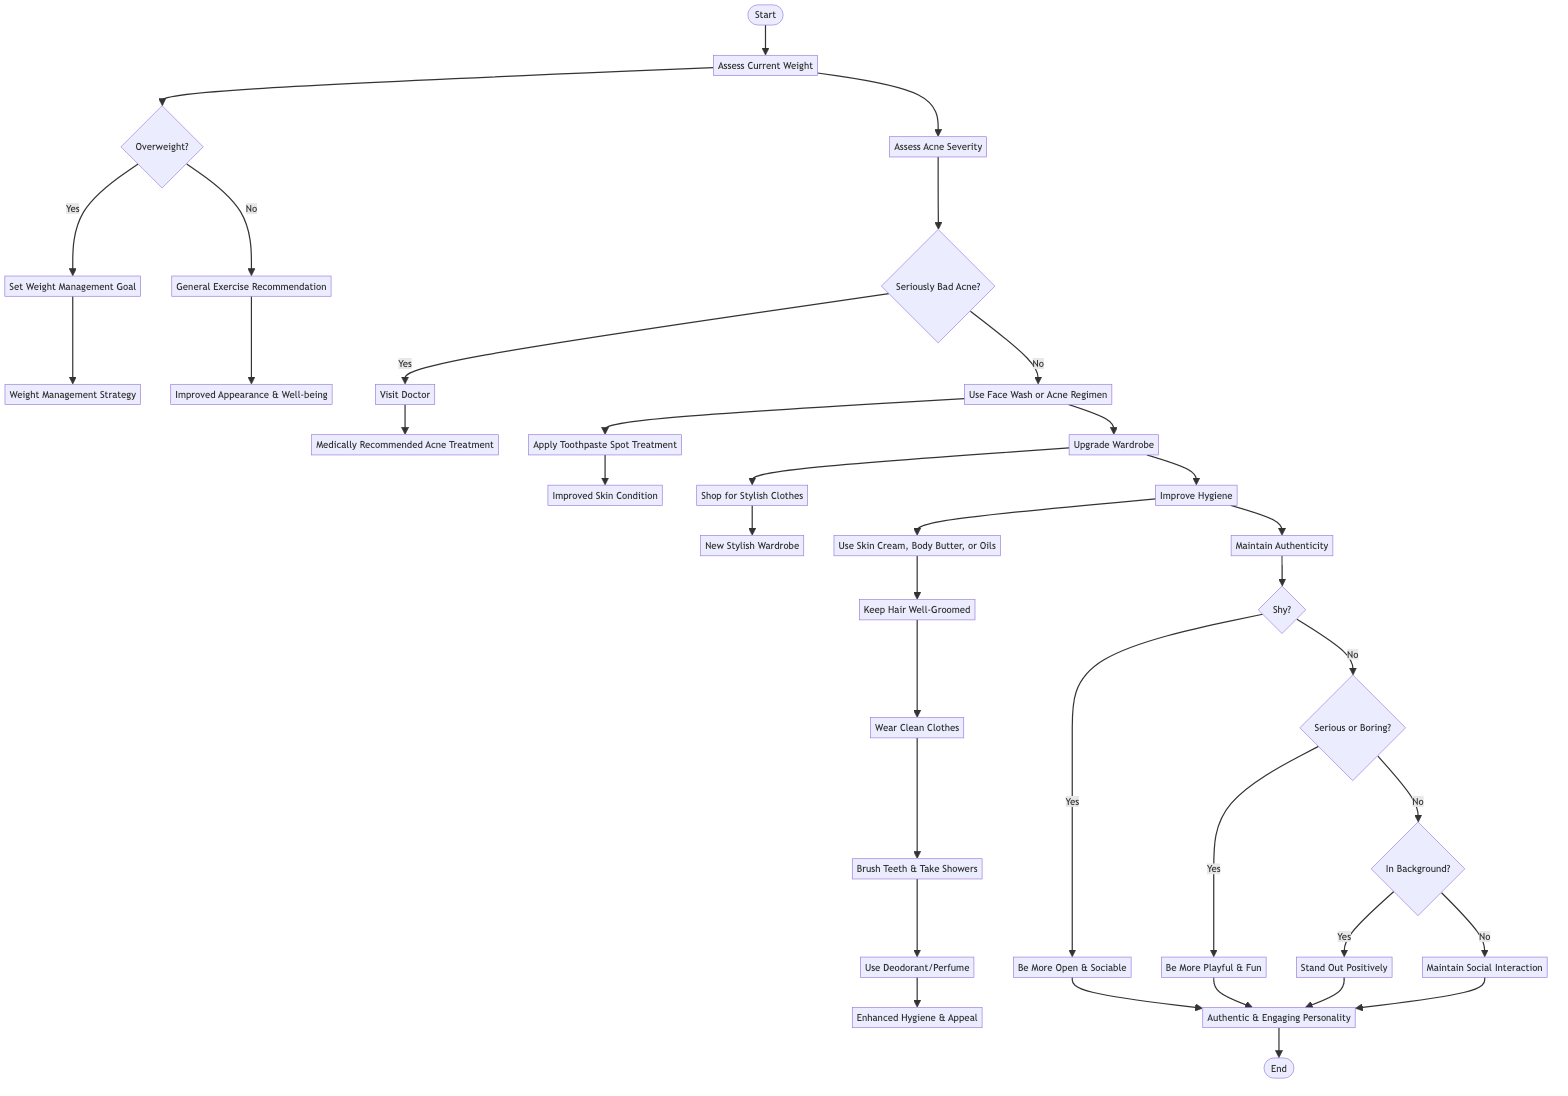 Start
Assess Current Weight
Overweight?
Assess Acne Severity
Yes
No
Set Weight Management Goal
General Exercise Recommendation
Seriously Bad Acne?
Yes
No
Weight Management Strategy
Improved Appearance & Well-being
Visit Doctor
Use Face Wash or Acne Regimen
Medically Recommended Acne Treatment
Apply Toothpaste Spot Treatment
Upgrade Wardrobe
Improved Skin Condition
Shop for Stylish Clothes
Improve Hygiene
New Stylish Wardrobe
Use Skin Cream, Body Butter, or Oils
Maintain Authenticity
Keep Hair Well-Groomed
Shy?
No
Wear Clean Clothes
Serious or Boring?
Yes
No
Brush Teeth & Take Showers
Yes
In Background?
Yes
No
Use Deodorant/Perfume
Be More Open & Sociable
Be More Playful & Fun
Stand Out Positively
Maintain Social Interaction
Enhanced Hygiene & Appeal
Authentic & Engaging Personality
End